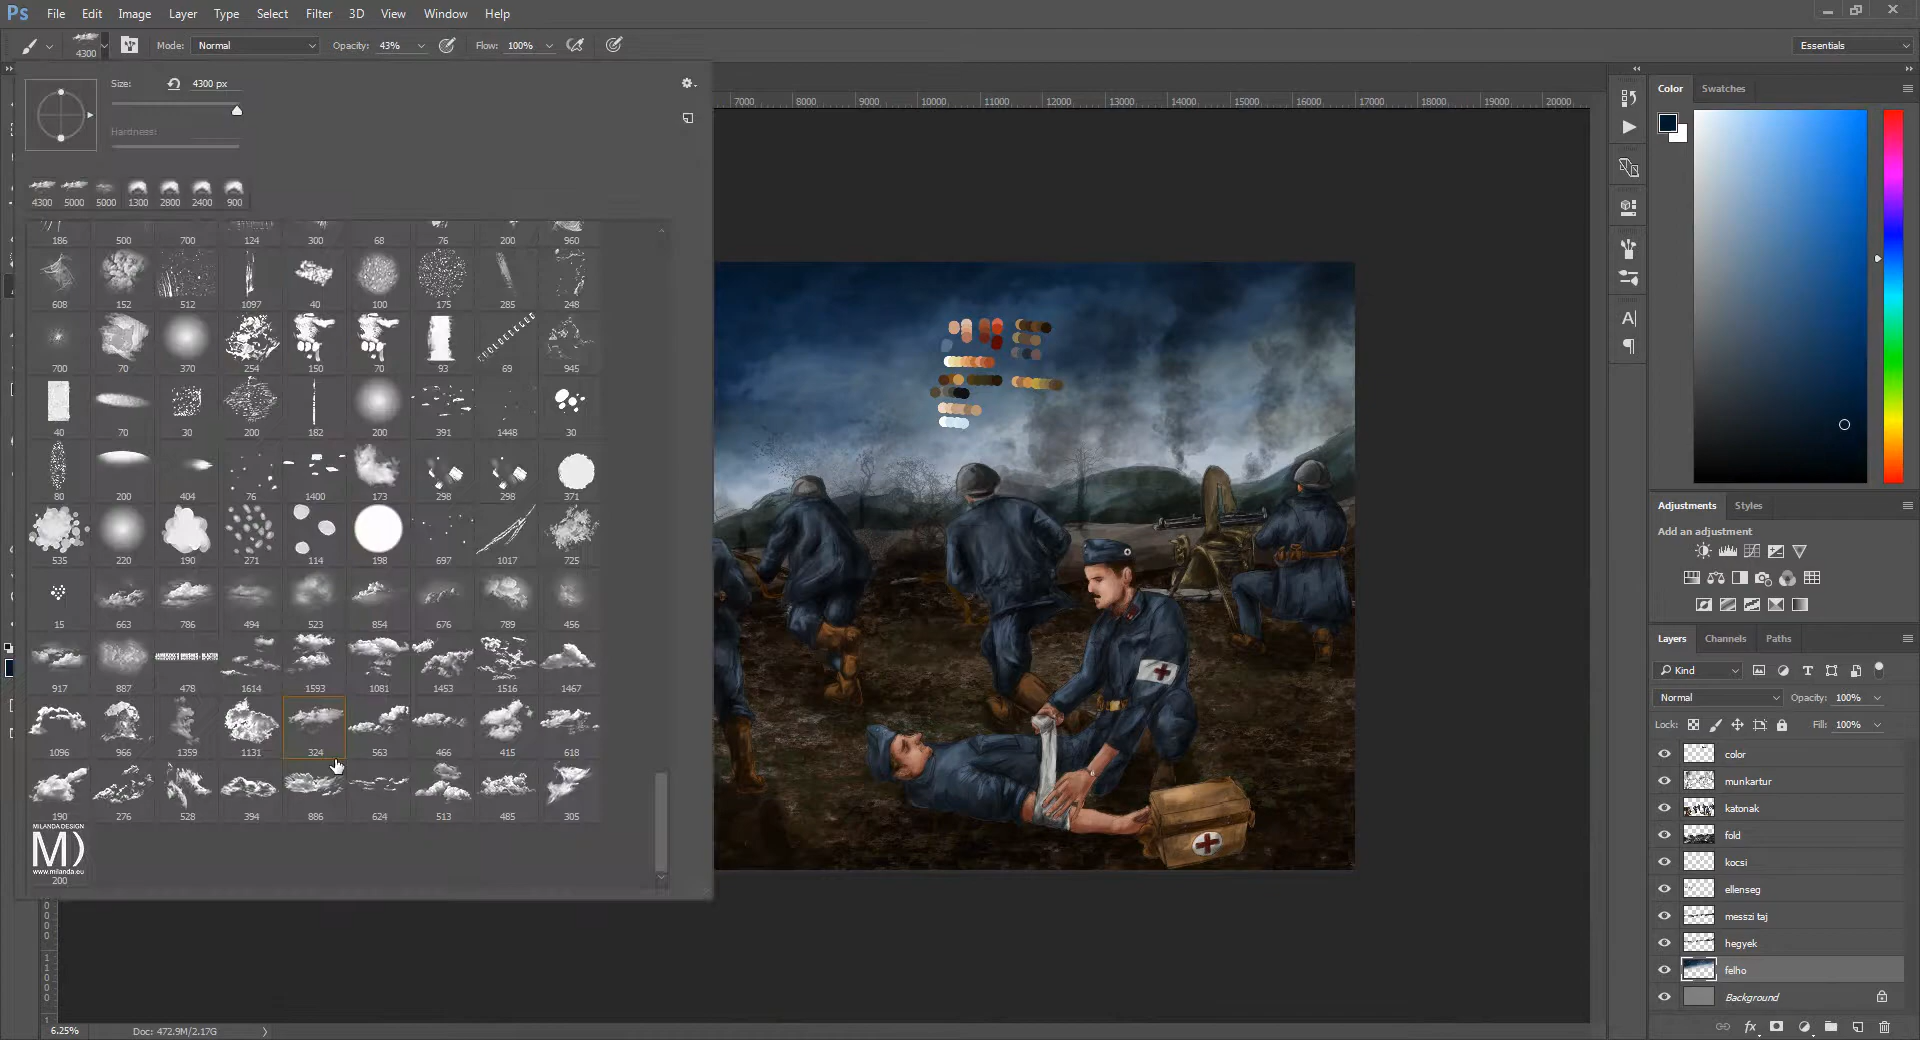 Ps File Edit Image Layer Type Select Filter 3D View Window Help
4300 Mode: Normal Opacity: 43% Flow: 100% Essentials
Size: 4300 px
Hardness:
4300 5000 5000 1300 2800 2400 900
7000 8000 9000 10000 11000 12000 13000 14000 15000 16000 17000 18000 19000 20000
186 500 700 124 300 68 76 200 960
608 152 512 1097 40 100 175 285 248
700 70 370 254 150 70 93 69 945
40 70 30 200 182 200 391 1448 30
80 200 404 76 1400 173 298 298 371
535 220 190 271 114 198 697 1017 725
15 663 786 494 523 854 676 789 456
917 887 478 1614 1593 1081 1453 1516 1467
1096 966 1359 1131 324 563 466 415 618
190 276 528 394 886 624 513 485 305
MILANDA DESIGN
M)
www.milanda.eu
200
Color Swatches
Adjustments Styles
Add an adjustment
Layers Channels Paths
Kind
Normal Opacity: 100%
Lock: Fill: 100%
color
munkartur
katonak
fold
kocsi
ellenseg
messzi taj
hegyek
felho
Background
6.25% Doc: 472.9M/2.17G